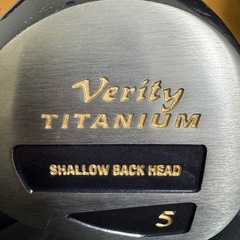 Verity
TITANIUM
SHALLOW BACK HEAD
5